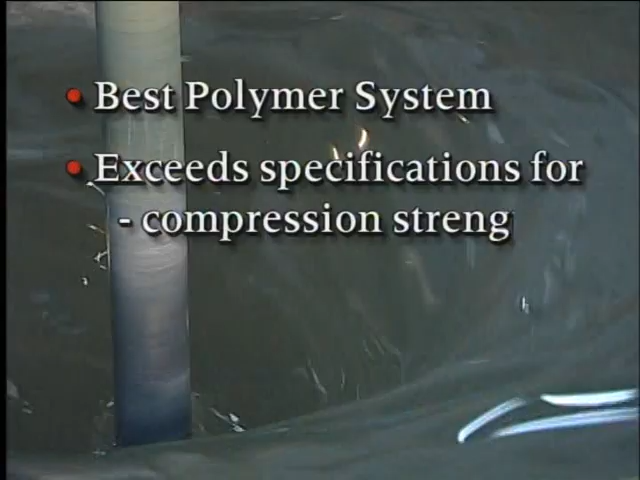 • Best Polymer System
• Exceeds specifications for
- compression streng